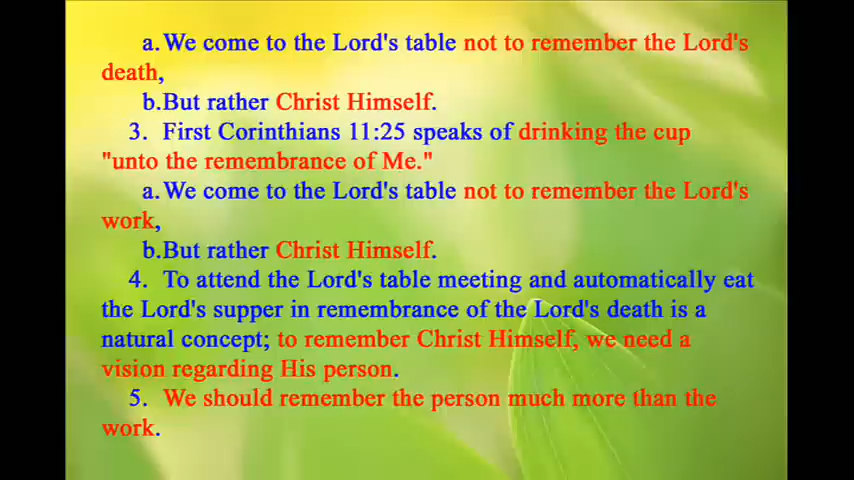 a. We come to the Lord's table not to remember the Lord's
death,
b. But rather Christ Himself.
3. First Corinthians 11:25 speaks of drinking the cup
"unto the remembrance of Me."
a. We come to the Lord's table not to remember the Lord's
work,
b. But rather Christ Himself.
4. To attend the Lord's table meeting and automatically eat
the Lord's supper in remembrance of the Lord's death is a
natural concept; to remember Christ Himself, we need a
vision regarding His person.
5. We should remember the person much more than the
work.